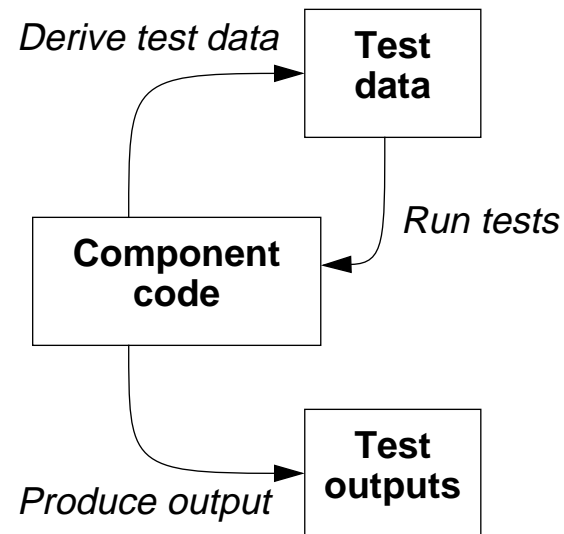 Derive test data
Test
data
Run tests
Component
code
Test
outputs
Produce output